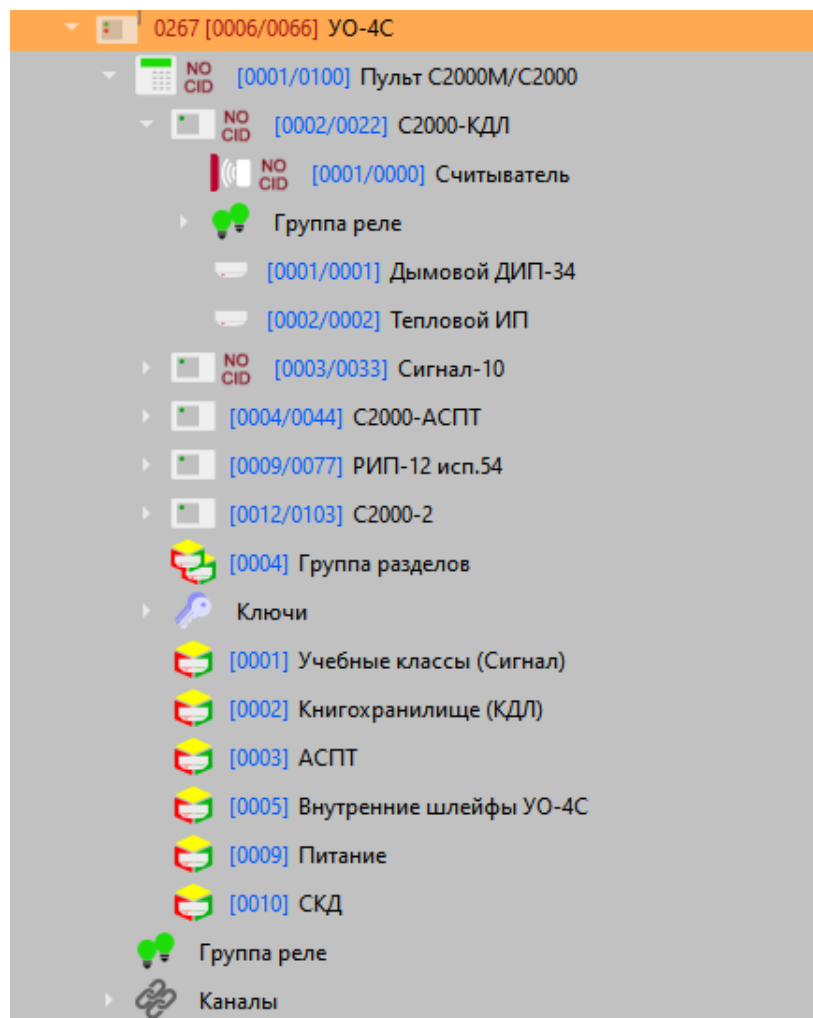 0267 [0006/0066] УО-4С
NO CID [0001/0100] Пульт С2000М/С2000
NO CID [0002/0022] С2000-КДЛ
NO CID [0001/0000] Считыватель
Группа реле
[0001/0001] Дымовой ДИП-34
[0002/0002] Тепловой ИП
NO CID [0003/0033] Сигнал-10
[0004/0044] С2000-АСПТ
[0009/0077] РИП-12 исп.54
[0012/0103] С2000-2
[0004] Группа разделов
Ключи
[0001] Учебные классы (Сигнал)
[0002] Книгохранилище (КДЛ)
[0003] АСПТ
[0005] Внутренние шлейфы УО-4С
[0009] Питание
[0010] СКД
Группа реле
Каналы